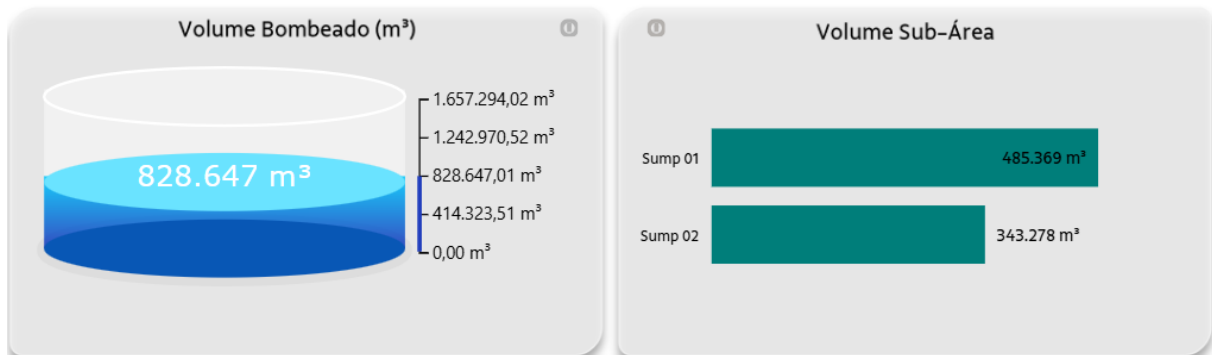 Volume Bombeado (m³)
828.647 m³
1.657.294,02 m³
1.242.970,52 m³
828.647,01 m³
414.323,51 m³
0,00 m³
Volume Sub-Área
Sump 01
485.369 m³
Sump 02
343.278 m³